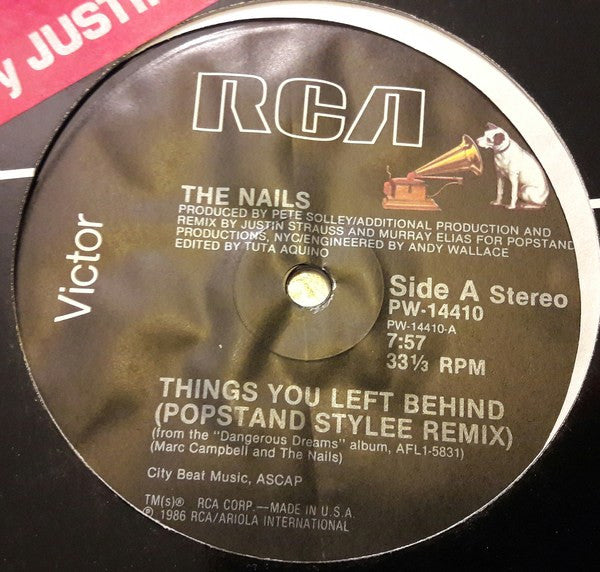 y JUSTI
RCA
Victor
THE NAILS
PRODUCED BY PETE SOLLEY/ADDITIONAL PRODUCTION AND
REMIX BY JUSTIN STRAUSS AND MURRAY ELIAS FOR POPSTAND
PRODUCTIONS, NYC/ENGINEERED BY ANDY WALLACE
EDITED BY TUTA AQUINO
Side A Stereo
PW-14410
PW-14410-A
7:57
33⅓ RPM
THINGS YOU LEFT BEHIND
(POPSTAND STYLEE REMIX)
(from the "Dangerous Dreams" album, AFL1-5831)
(Marc Campbell and The Nails)
City Beat Music, ASCAP
TM(s)® RCA CORP.—MADE IN U.S.A.
℗ 1986 RCA/ARIOLA INTERNATIONAL